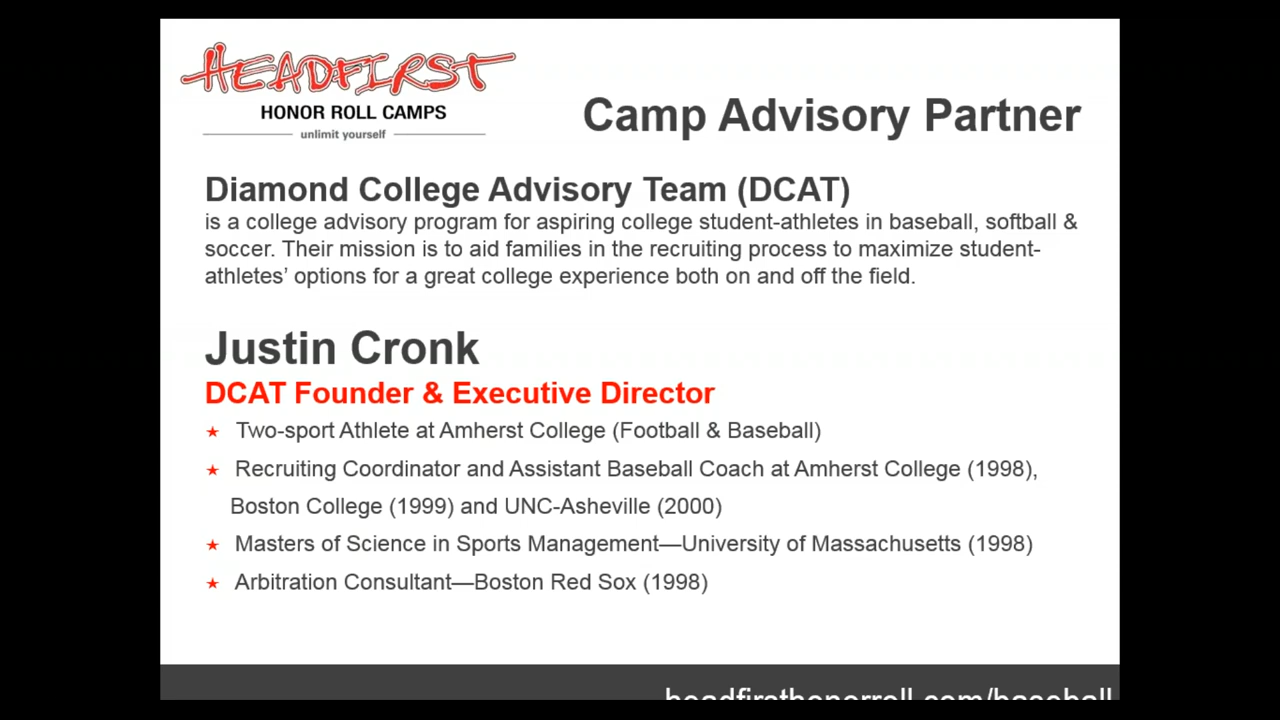 HEADFIRST
HONOR ROLL CAMPS
unlimit yourself
Camp Advisory Partner
Diamond College Advisory Team (DCAT)
is a college advisory program for aspiring college student-athletes in baseball, softball &
soccer. Their mission is to aid families in the recruiting process to maximize student-
athletes’ options for a great college experience both on and off the field.
Justin Cronk
DCAT Founder & Executive Director
★ Two-sport Athlete at Amherst College (Football & Baseball)
★ Recruiting Coordinator and Assistant Baseball Coach at Amherst College (1998),
Boston College (1999) and UNC-Asheville (2000)
★ Masters of Science in Sports Management—University of Massachusetts (1998)
★ Arbitration Consultant—Boston Red Sox (1998)
headfirsthonorroll.com/baseball